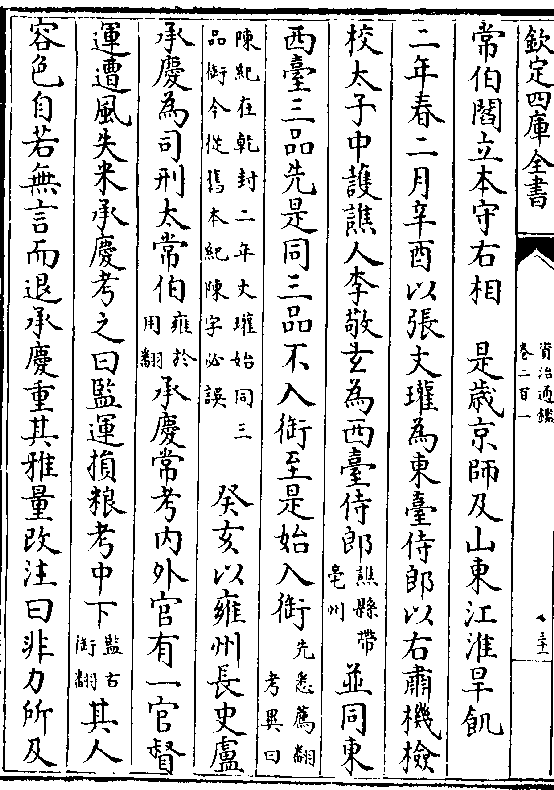 欽定四庫全書
資治通鑑
卷二百一
三十
常伯閻立本守右相　是歲京師及山東江淮旱飢
二年春二月辛酉以張文瓘為東臺侍郎以右肅機檢
校太子中護譙人李敬玄為西臺侍郎譙縣帶亳州並同東
西臺三品先是同三品不入銜至是始入銜先悉薦翻考異曰
陳紀在乾封二年文瓘始同三品銜今從舊本紀陳字必誤　癸亥以雍州長史盧
承慶為司刑太常伯雍於用翻承慶常考內外官有一官督
運遭風失米承慶考之曰監運損粮考中下監古銜翻其人
容色自若無言而退承慶重其雅量改注曰非力所及